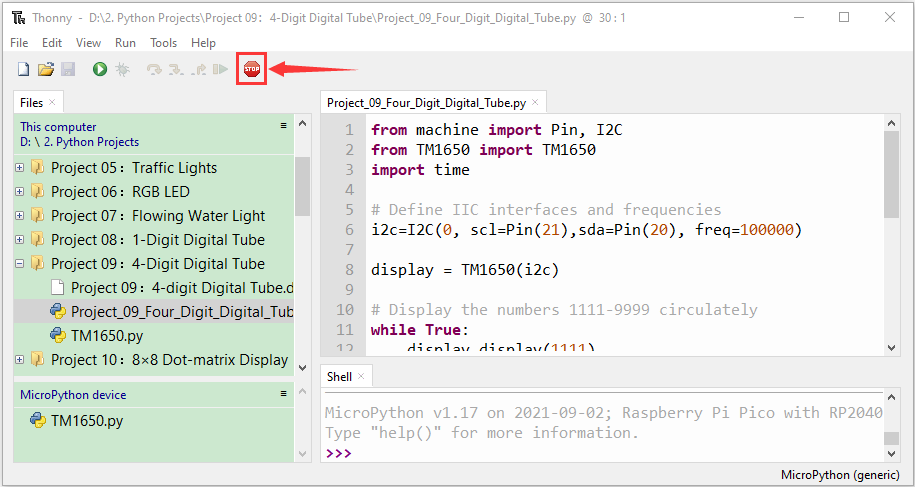 Thonny - D:\2. Python Projects\Project 09：4-Digit Digital Tube\Project_09_Four_Digit_Digital_Tube.py @ 30 : 1
File Edit View Run Tools Help
STOP
Files
This computer
D: \ 2. Python Projects
Project 05：Traffic Lights
Project 06：RGB LED
Project 07：Flowing Water Light
Project 08：1-Digit Digital Tube
Project 09：4-Digit Digital Tube
Project 09：4-digit Digital Tube.d
Project_09_Four_Digit_Digital_Tub
TM1650.py
Project 10：8×8 Dot-matrix Display
MicroPython device
TM1650.py
Project_09_Four_Digit_Digital_Tube.py
1 from machine import Pin, I2C
2 from TM1650 import TM1650
3 import time
4
5 # Define IIC interfaces and frequencies
6 i2c=I2C(0, scl=Pin(21),sda=Pin(20), freq=100000)
7
8 display = TM1650(i2c)
9
10 # Display the numbers 1111-9999 circulately
11 while True:
12 display.display(1111)
Shell
MicroPython v1.17 on 2021-09-02; Raspberry Pi Pico with RP2040
Type "help()" for more information.
>>>
MicroPython (generic)